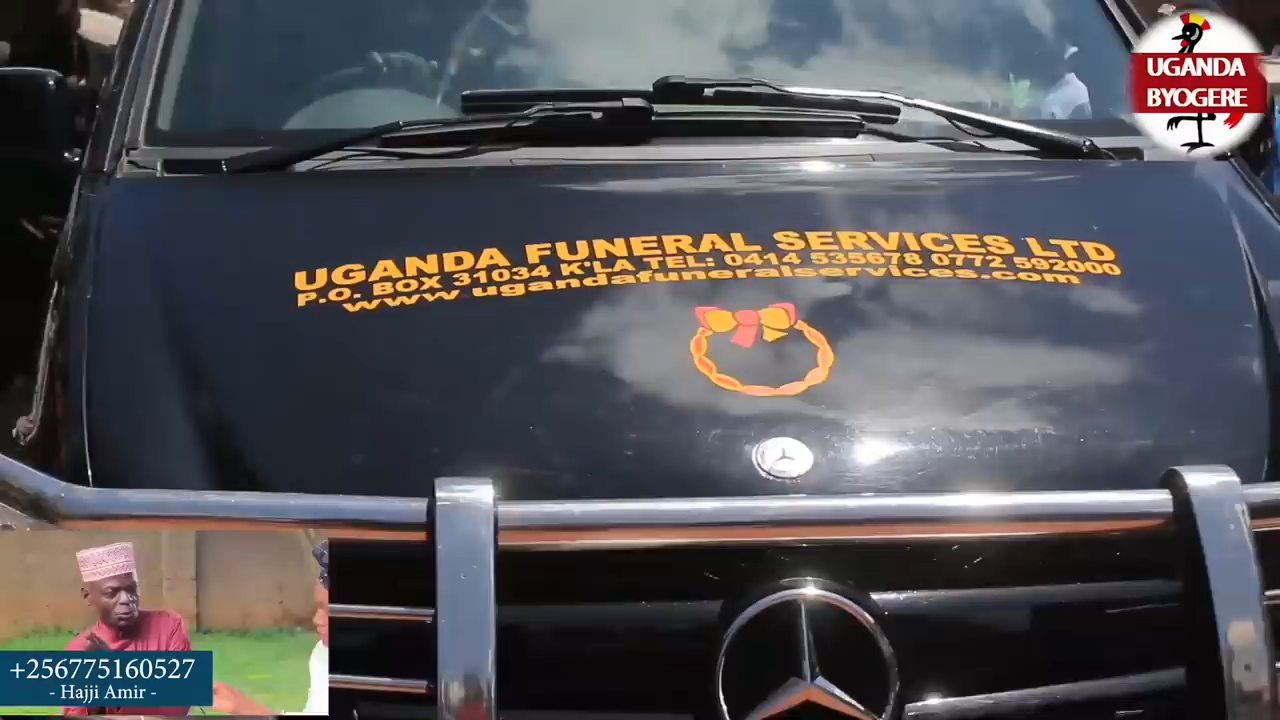 UGANDA
BYOGERE
UGANDA FUNERAL SERVICES LTD
P.O. BOX 31034 K'LA TEL: 0414 535678 0772 592000
www ugandafuneralservices.com
+256775160527
- Hajji Amir -